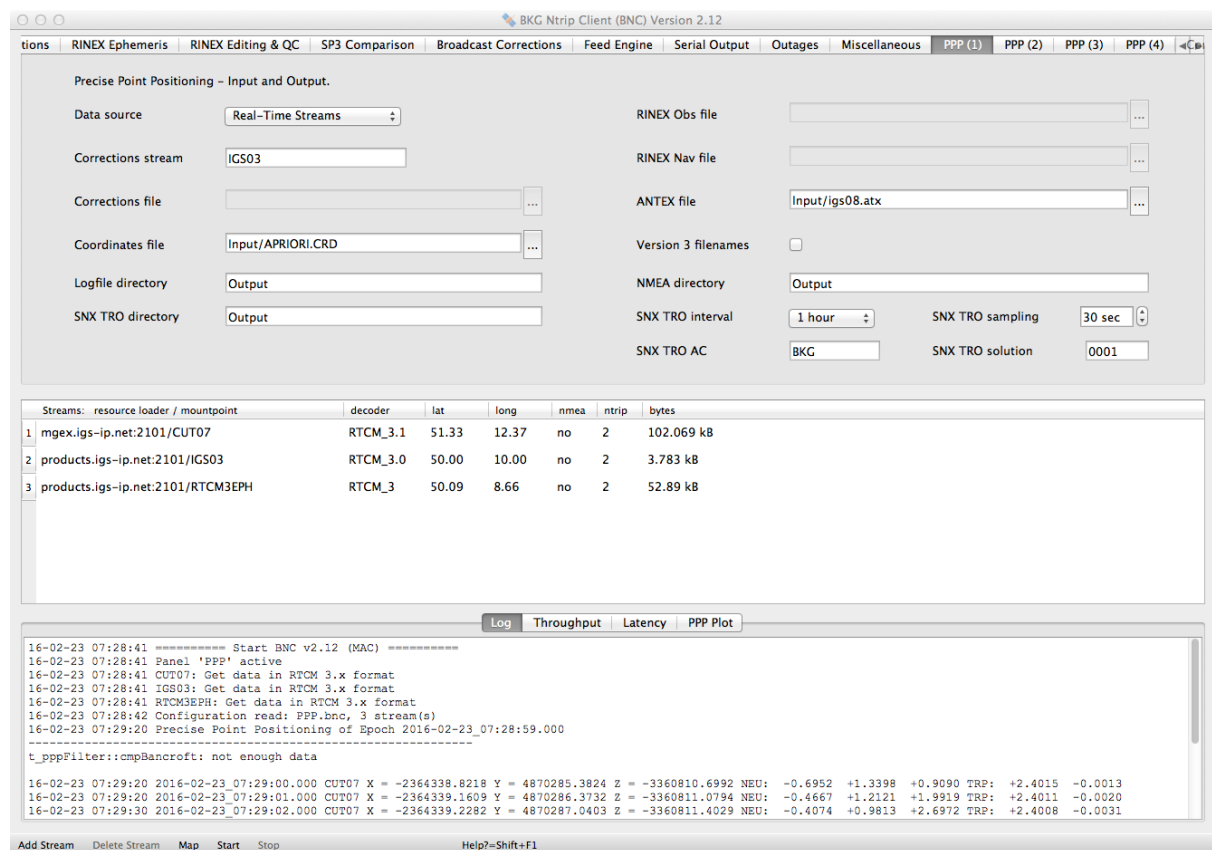 BKG Ntrip Client (BNC) Version 2.12
tions RINEX Ephemeris RINEX Editing & QC SP3 Comparison Broadcast Corrections Feed Engine Serial Output Outages Miscellaneous PPP (1) PPP (2) PPP (3) PPP (4)
Precise Point Positioning - Input and Output.
Data source Real-Time Streams RINEX Obs file ...
Corrections stream IGS03 RINEX Nav file ...
Corrections file ... ANTEX file Input/igs08.atx ...
Coordinates file Input/APRIORI.CRD ... Version 3 filenames
Logfile directory Output NMEA directory Output
SNX TRO directory Output SNX TRO interval 1 hour SNX TRO sampling 30 sec
SNX TRO AC BKG SNX TRO solution 0001
Streams: resource loader / mountpoint decoder lat long nmea ntrip bytes
1 mgex.igs-ip.net:2101/CUT07 RTCM_3.1 51.33 12.37 no 2 102.069 kB
2 products.igs-ip.net:2101/IGS03 RTCM_3.0 50.00 10.00 no 2 3.783 kB
3 products.igs-ip.net:2101/RTCM3EPH RTCM_3 50.09 8.66 no 2 52.89 kB
Log Throughput Latency PPP Plot
16-02-23 07:28:41 ========== Start BNC v2.12 (MAC) ==========
16-02-23 07:28:41 Panel 'PPP' active
16-02-23 07:28:41 CUT07: Get data in RTCM 3.x format
16-02-23 07:28:41 IGS03: Get data in RTCM 3.x format
16-02-23 07:28:41 RTCM3EPH: Get data in RTCM 3.x format
16-02-23 07:28:42 Configuration read: PPP.bnc, 3 stream(s)
16-02-23 07:29:20 Precise Point Positioning of Epoch 2016-02-23_07:28:59.000
---------------------------------------------------------------
t_pppFilter::cmpBancroft: not enough data
16-02-23 07:29:20 2016-02-23_07:29:00.000 CUT07 X = -2364338.8218 Y = 4870285.3824 Z = -3360810.6992 NEU: -0.6952 +1.3398 +0.9090 TRP: +2.4015 -0.0013
16-02-23 07:29:20 2016-02-23_07:29:01.000 CUT07 X = -2364339.1609 Y = 4870286.3732 Z = -3360811.0794 NEU: -0.4667 +1.2121 +1.9919 TRP: +2.4011 -0.0020
16-02-23 07:29:30 2016-02-23_07:29:02.000 CUT07 X = -2364339.2282 Y = 4870287.0403 Z = -3360811.4029 NEU: -0.4074 +0.9813 +2.6972 TRP: +2.4008 -0.0031
Add Stream Delete Stream Map Start Stop Help?=Shift+F1